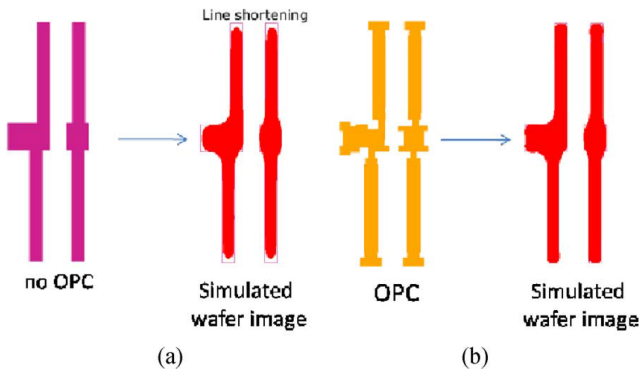 Line shortening
no OPC
Simulated
wafer image
OPC
Simulated
wafer image
(a)
(b)